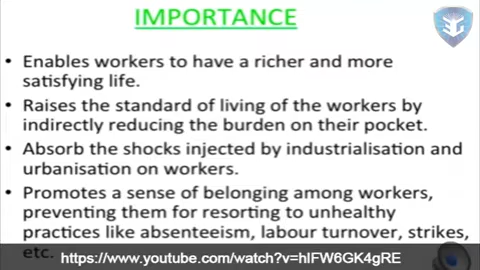 IMPORTANCE
• Enables workers to have a richer and more
satisfying life.
• Raises the standard of living of the workers by
indirectly reducing the burden on their pocket.
• Absorb the shocks injected by industrialisation and
urbanisation on workers.
• Promotes a sense of belonging among workers,
preventing them for resorting to unhealthy
practices like absenteeism, labour turnover, strikes,
etc.
https://www.youtube.com/watch?v=hlFW6GK4gRE